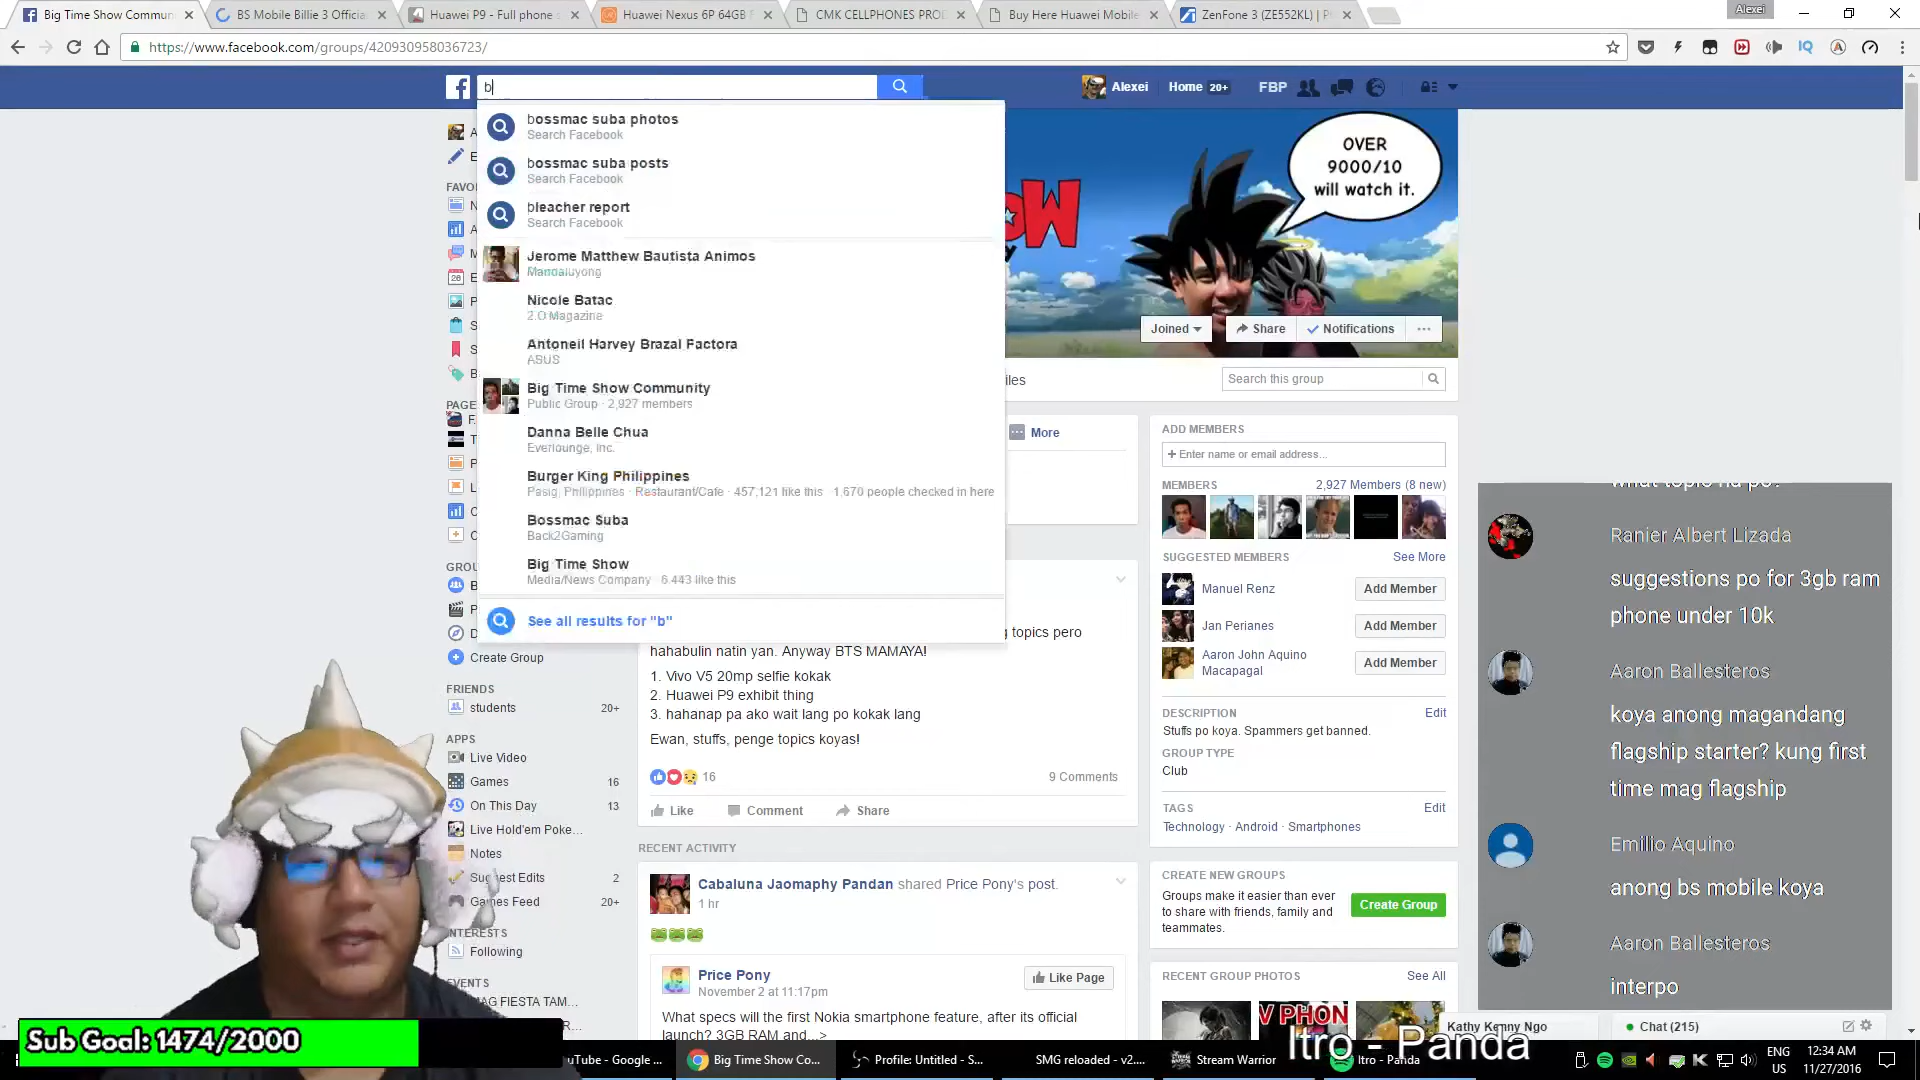 Big Time Show Commun
BS Mobile Billie 3 Officia
Huawei P9 - Full phone s
Huawei Nexus 6P 64GB F
CMK CELLPHONES PROD
Buy Here Huawei Mobile
ZenFone 3 (ZE552KL) | P
Alexei
https://www.facebook.com/groups/420930958036723/
b
Alexei
Home 20+
FBP
bossmac suba photos
Search Facebook
bossmac suba posts
Search Facebook
bleacher report
Search Facebook
Jerome Matthew Bautista Animos
Mandaluyong
Nicole Batac
2.O Magazine
Antoneil Harvey Brazal Factora
ASUS
Big Time Show Community
Public Group · 2,927 members
Danna Belle Chua
Everlounge, Inc.
Burger King Philippines
Pasig, Philippines · Restaurant/Cafe · 457,121 like this · 1,670 people checked in here
Bossmac Suba
Back2Gaming
Big Time Show
Media/News Company · 6,443 like this
See all results for "b"
FAVO
PAGE
GROU
Create Group
FRIENDS
students 20+
APPS
Live Video
Games 16
On This Day 13
Live Hold'em Poke...
Notes
Suggest Edits 2
Games Feed 20+
INTERESTS
Following
EVENTS
MAG FIESTA TAM...
OVER
9000/10
will watch it.
Joined
Share
Notifications
iles
Search this group
More
g topics pero
hahabulin natin yan. Anyway BTS MAMAYA!
1. Vivo V5 20mp selfie kokak
2. Huawei P9 exhibit thing
3. hahanap pa ako wait lang po kokak lang
Ewan, stuffs, penge topics koyas!
16
9 Comments
Like
Comment
Share
RECENT ACTIVITY
Cabaluna Jaomaphy Pandan shared Price Pony's post.
1 hr
Price Pony
November 2 at 11:17pm
Like Page
What specs will the first Nokia smartphone feature, after its official
launch? 3GB RAM and...>
ADD MEMBERS
+ Enter name or email address...
MEMBERS
2,927 Members (8 new)
SUGGESTED MEMBERS
See More
Manuel Renz
Add Member
Jan Perianes
Add Member
Aaron John Aquino
Macapagal
Add Member
DESCRIPTION
Edit
Stuffs po koya. Spammers get banned.
GROUP TYPE
Club
TAGS
Edit
Technology · Android · Smartphones
CREATE NEW GROUPS
Groups make it easier than ever
to share with friends, family and
teammates.
Create Group
RECENT GROUP PHOTOS
See All
V PHON
what topic na po?
Ranier Albert Lizada
suggestions po for 3gb ram
phone under 10k
Aaron Ballesteros
koya anong magandang
flagship starter? kung first
time mag flagship
Emilio Aquino
anong bs mobile koya
Aaron Ballesteros
interpo
Kathy Kenny Ngo
Chat (215)
Itro - Panda
Sub Goal: 1474/2000
uTube - Google ...
Big Time Show Co...
Profile: Untitled - S...
SMG reloaded - v2....
Stream Warrior
Itro - Panda
ENG
US
12:34 AM
11/27/2016